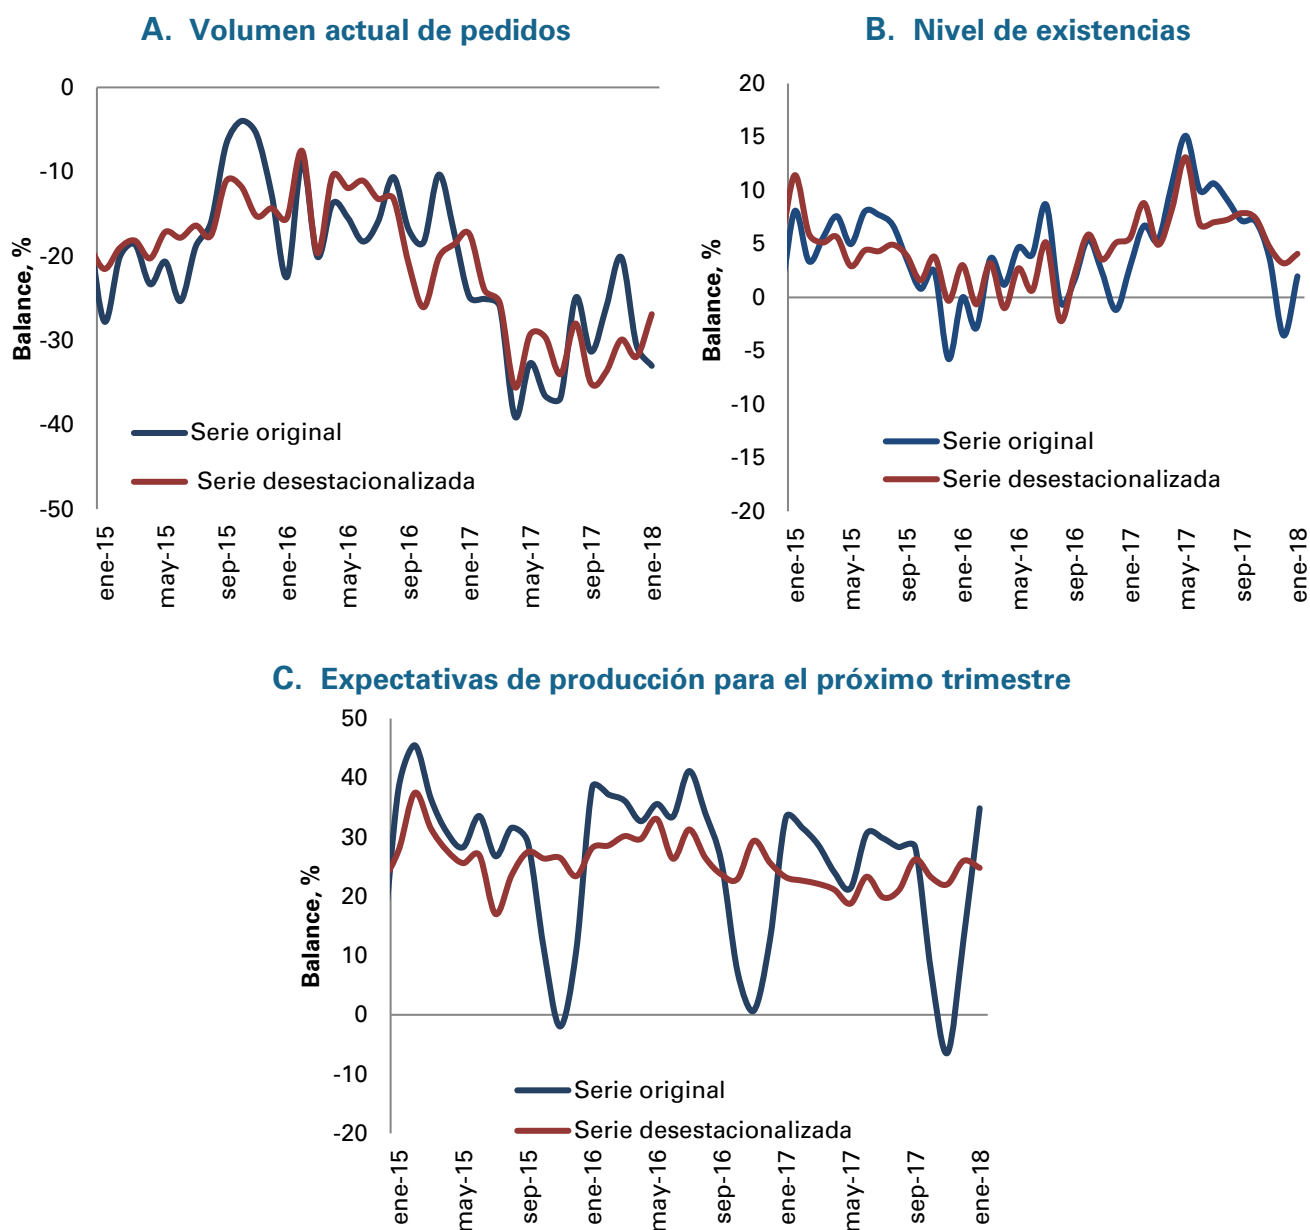 A. Volumen actual de pedidos
0
-10
-20
-30
-40
-50
Balance, %
Serie original
Serie desestacionalizada
ene-15
may-15
sep-15
ene-16
may-16
sep-16
ene-17
may-17
sep-17
ene-18
B. Nivel de existencias
20
15
10
5
0
-5
-10
-15
-20
Balance, %
Serie original
Serie desestacionalizada
ene-15
may-15
sep-15
ene-16
may-16
sep-16
ene-17
may-17
sep-17
ene-18
C. Expectativas de producción para el próximo trimestre
50
40
30
20
10
0
-10
-20
Balance, %
Serie original
Serie desestacionalizada
ene-15
may-15
sep-15
ene-16
may-16
sep-16
ene-17
may-17
sep-17
ene-18